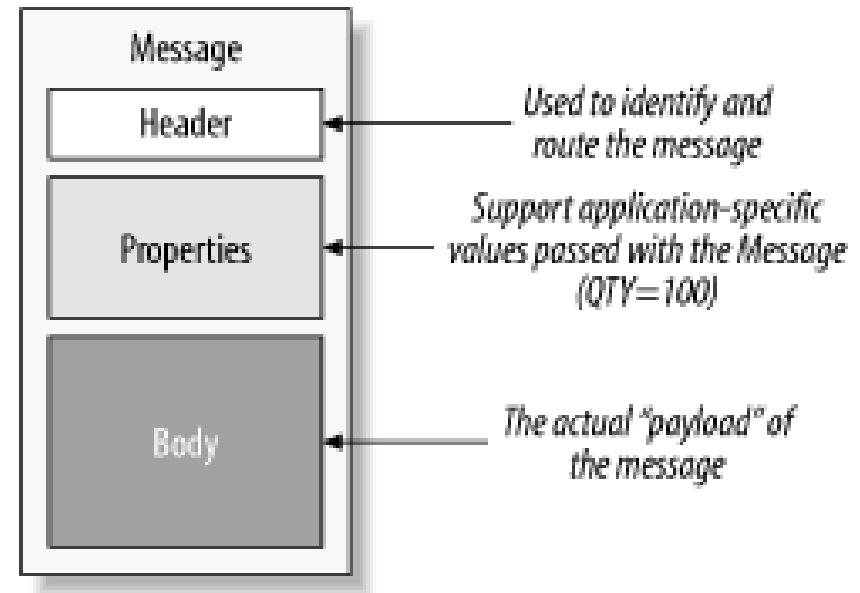 Message
Header
Used to identify and
route the message
Properties
Support application-specific
values passed with the Message
(QTY=100)
Body
The actual “payload” of
the message